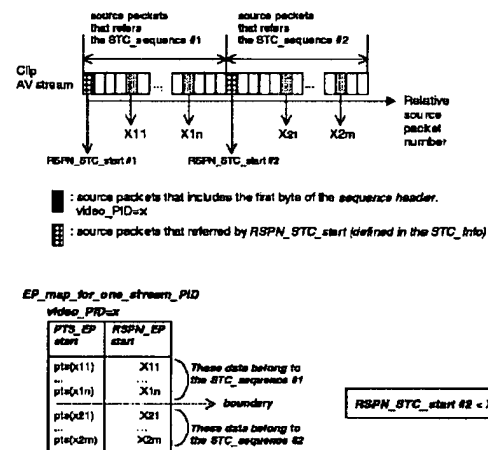 source packets
that refers
the STC_sequence #1
source packets
that refers
the STC_sequence #2
Clip
AV stream
...
...
Relative
source
packet
number
X11
X1n
X21
X2m
RSPN_STC_start #1
RSPN_STC_start #2
: source packets that includes the first byte of the sequence header.
video_PID=x
: source packets that referred by RSPN_STC_start (defined in the STC_Info)
EP_map_for_one_stream_PID
video_PID=x
PTS_EP start
RSPN_EP start
pts(x11) X11
... ...
pts(x1n) X1n
These data belong to
the STC_sequence #1
boundary
pts(x21) X21
... ...
pts(x2m) X2m
These data belong to
the STC_sequence #2
RSPN_STC_start #2 < X